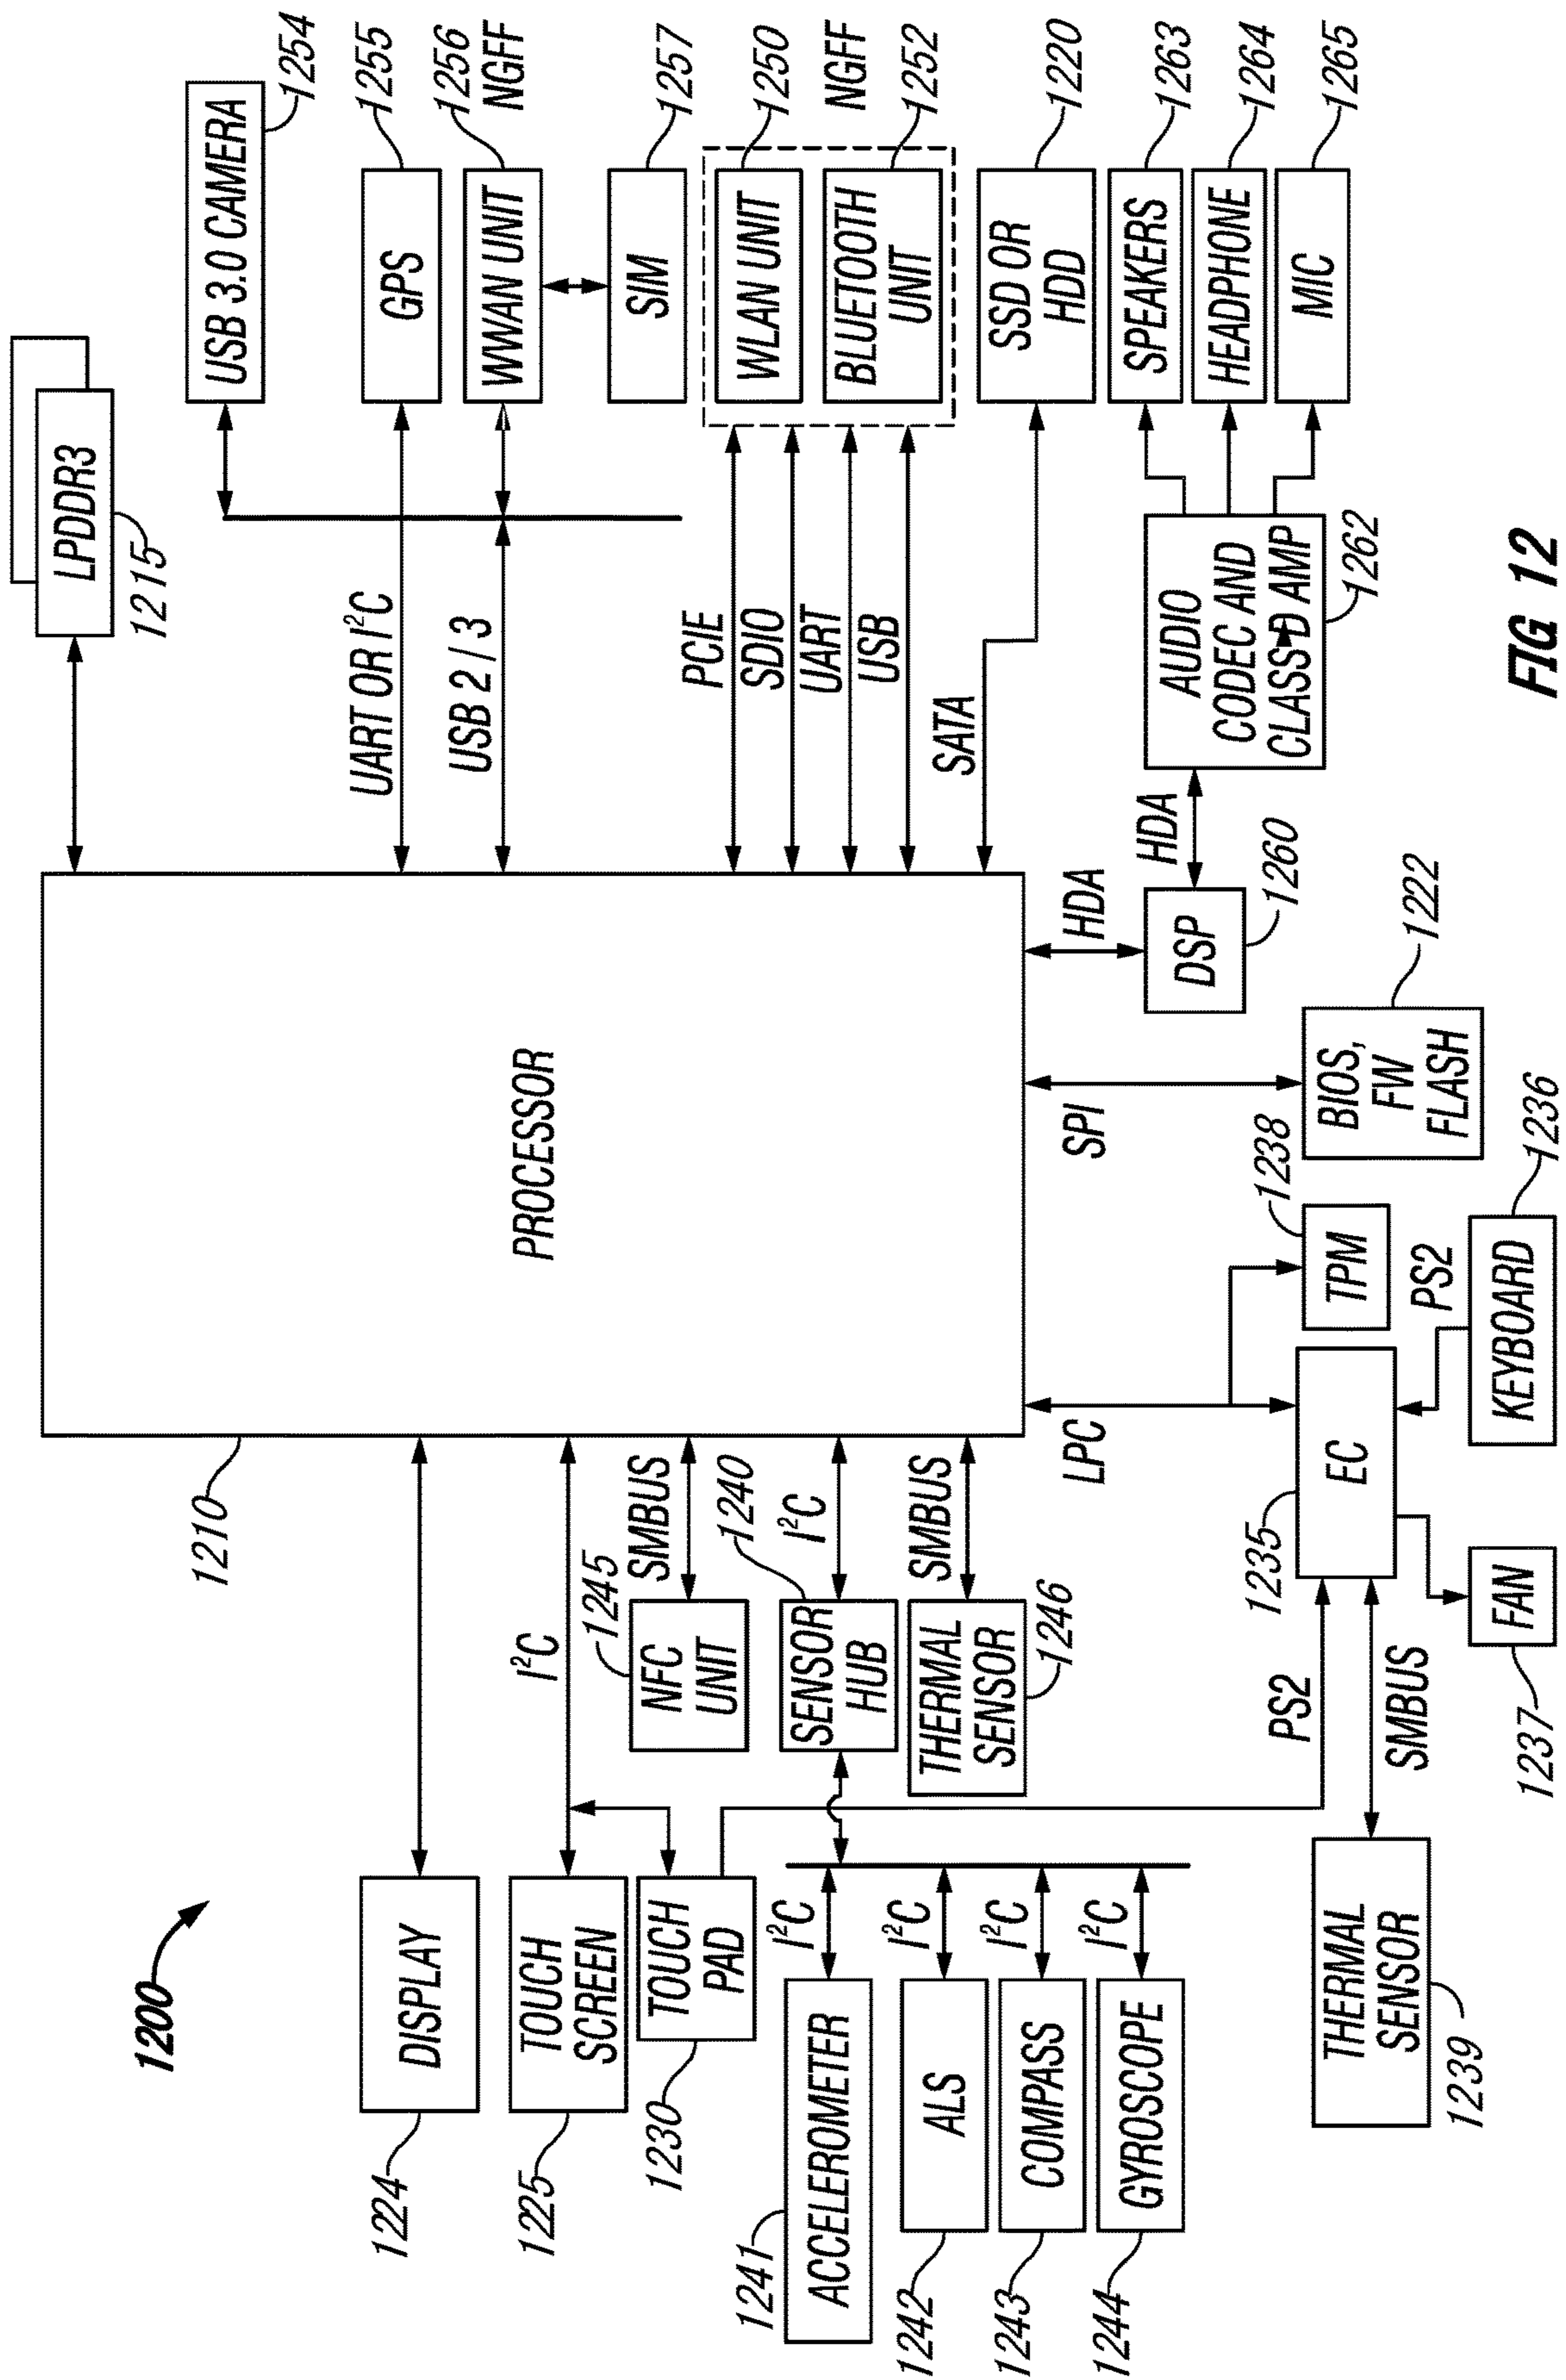 1200
LPDDR3
1215
1210
PROCESSOR
DISPLAY
1224
TOUCH
SCREEN
1225
I²C
TOUCH
PAD
1230
NFC
UNIT
1245
SMBUS
SENSOR
HUB
1240
I²C
THERMAL
SENSOR
1246
SMBUS
ACCELEROMETER
1241
I²C
ALS
1242
I²C
COMPASS
1243
I²C
GYROSCOPE
1244
I²C
USB 3.0 CAMERA
1254
UART OR I²C
GPS
1255
USB 2 / 3
WWAN UNIT
1256
NGFF
SIM
1257
PCIE
SDIO
UART
USB
WLAN UNIT
1250
NGFF
BLUETOOTH
UNIT
1252
SATA
SSD OR
HDD
1220
SPEAKERS
1263
HEADPHONE
1264
MIC
1265
AUDIO
CODEC AND
CLASS D AMP
1262
HDA
HDA
DSP
1260
SPI
BIOS,
FW
FLASH
1222
LPC
TPM
1238
EC
1235
PS2
KEYBOARD
1236
PS2
SMBUS
FAN
1237
THERMAL
SENSOR
1239
FIG 12